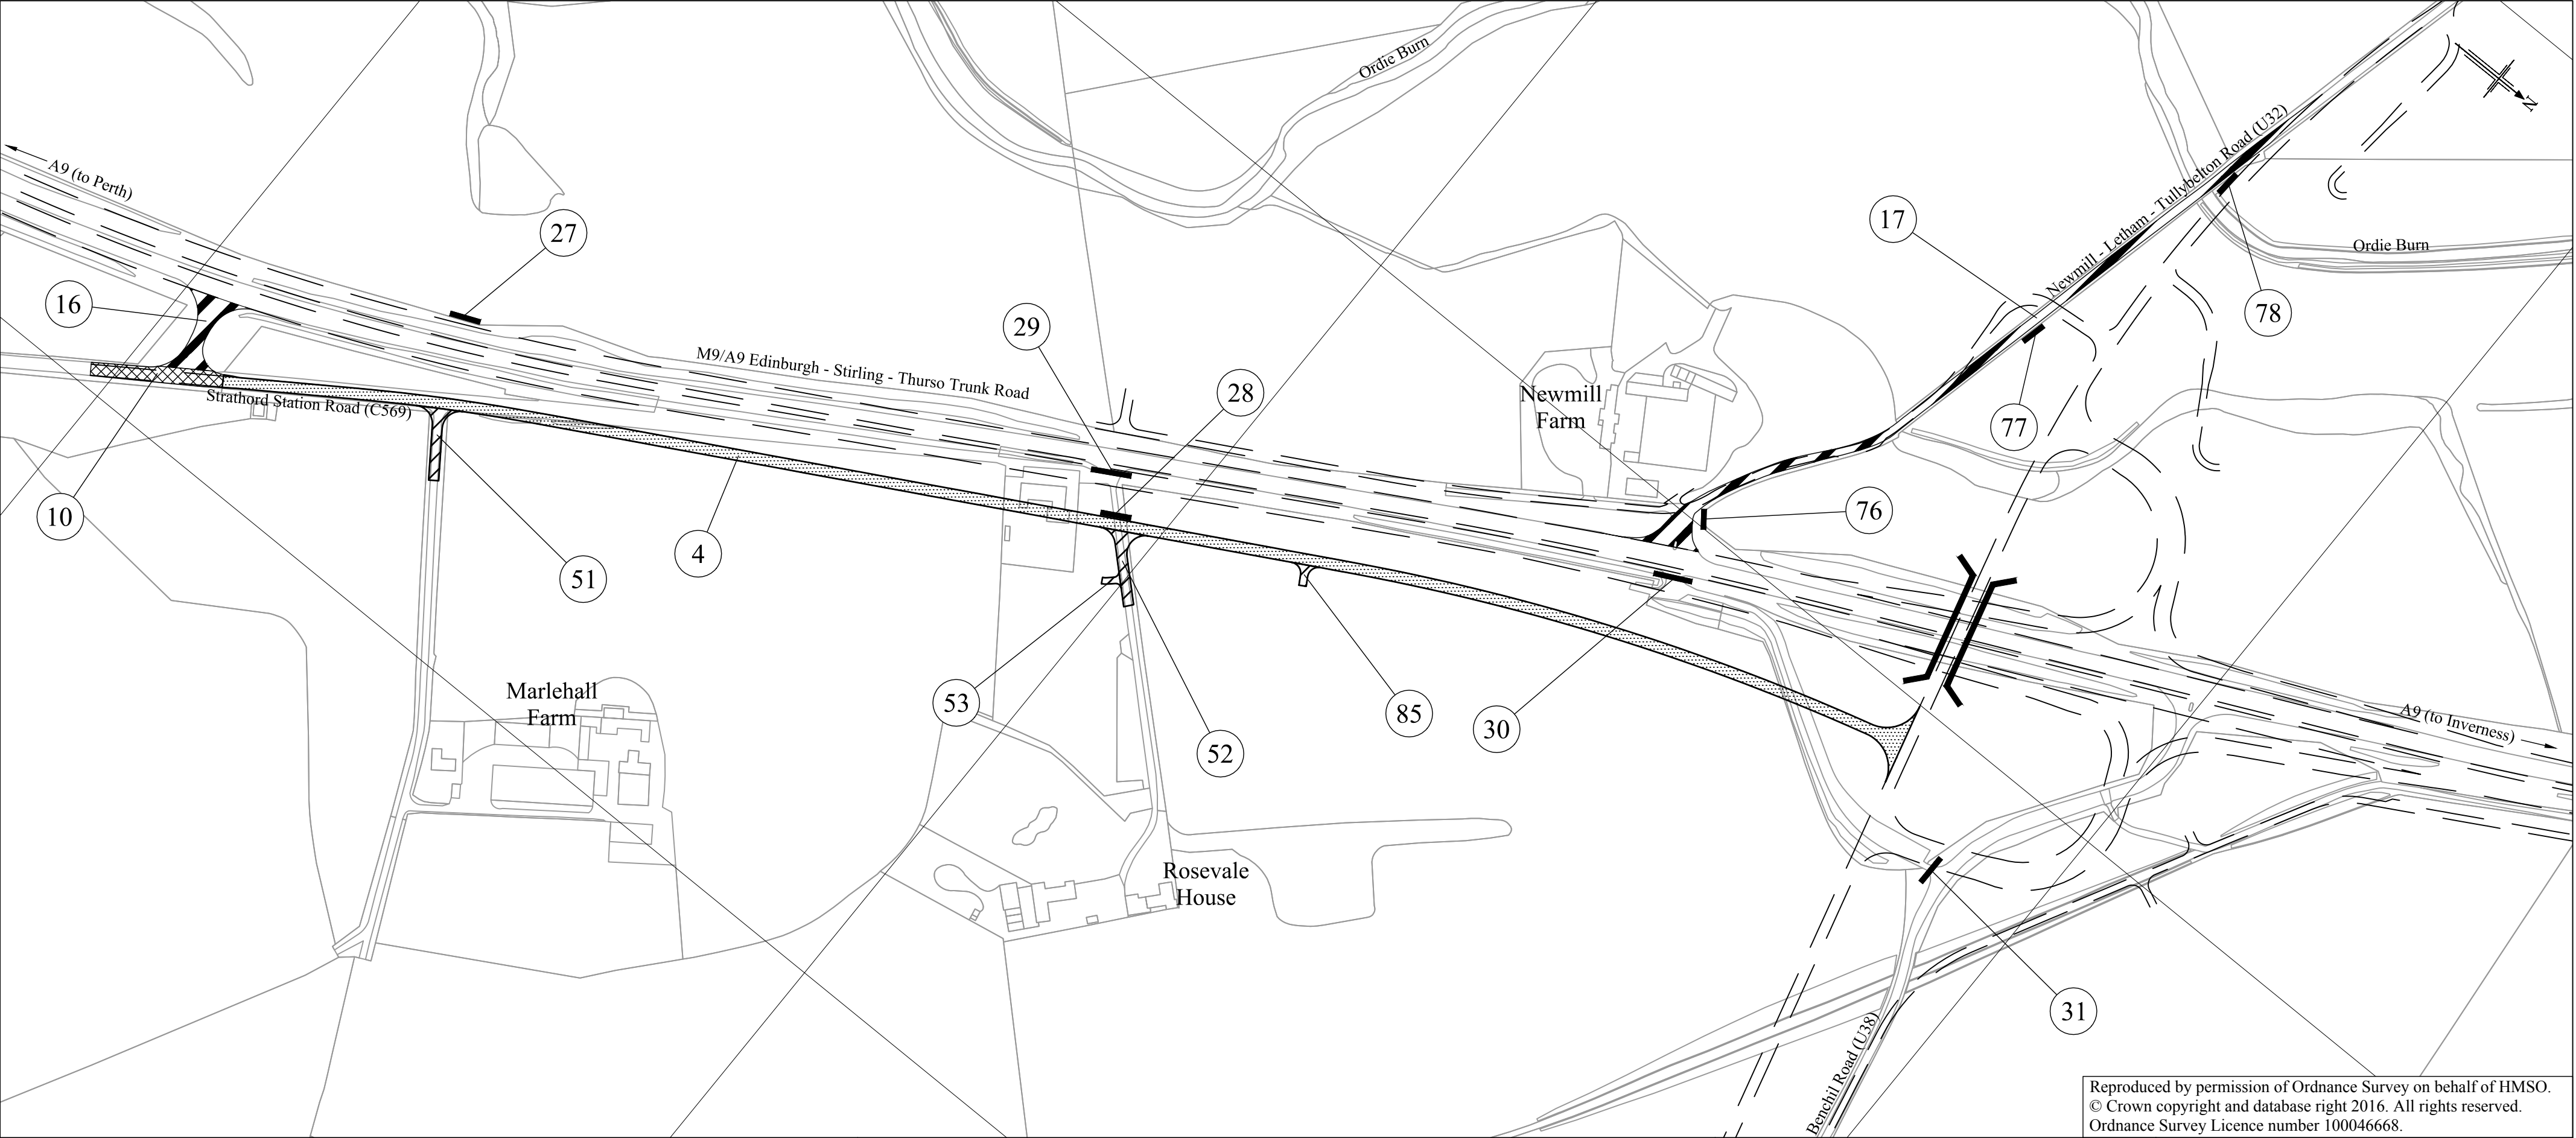 Ordie Burn
A9 (to Perth)
N
Newmill - Letham - Tullybelton Road (U32)
27
17
Ordie Burn
16
29
78
M9/A9 Edinburgh - Stirling - Thurso Trunk Road
28
Strathord Station Road (C569)
Newmill
Farm
77
10
76
4
51
Marlehall
Farm
53
85
30
52
A9 (to Inverness)
Rosevale
House
31
Benchil Road (U38)
Reproduced by permission of Ordnance Survey on behalf of HMSO.
© Crown copyright and database right 2016. All rights reserved.
Ordnance Survey Licence number 100046668.